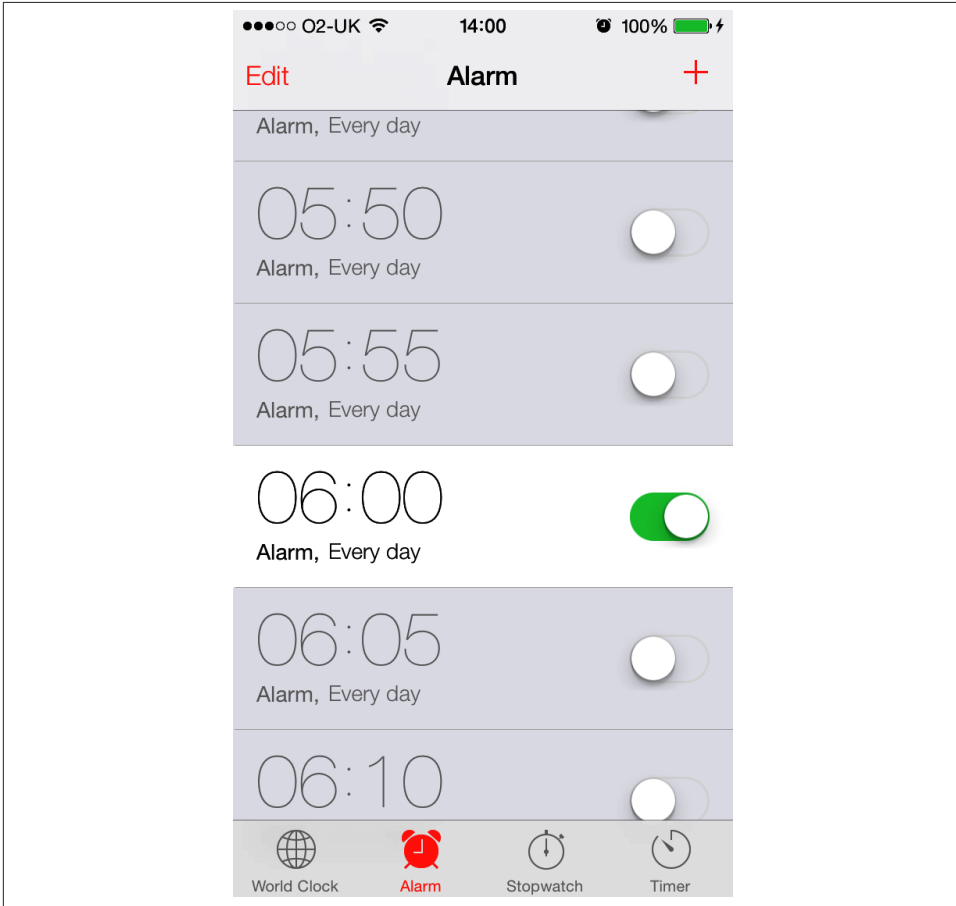 O2-UK 14:00 100%
Edit Alarm +
Alarm, Every day
05:50
Alarm, Every day
05:55
Alarm, Every day
06:00
Alarm, Every day
06:05
Alarm, Every day
06:10
World Clock Alarm Stopwatch Timer